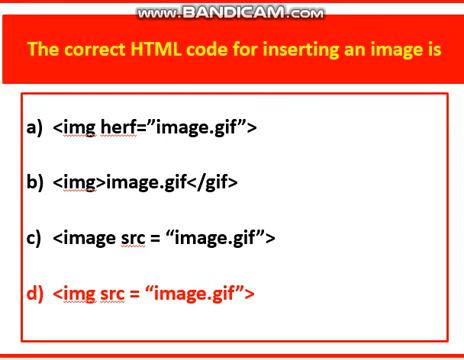 www.BANDICAM.com
The correct HTML code for inserting an image is
a) <img herf=”image.gif”>
b) <img>image.gif</gif>
c) <image src = “image.gif”>
d) <img src = “image.gif”>